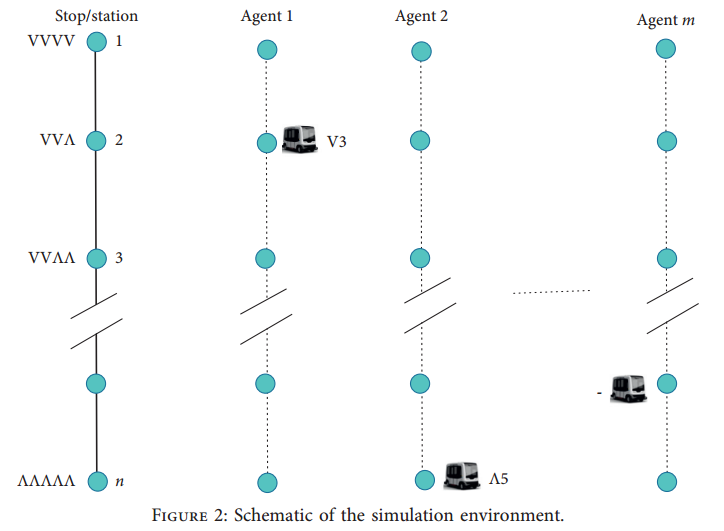 Stop/station Agent 1 Agent 2 Agent m
VVVV 1
VVΛ 2 V3
VVΛΛ 3
-
ΛΛΛΛΛ n Λ5
FIGURE 2: Schematic of the simulation environment.